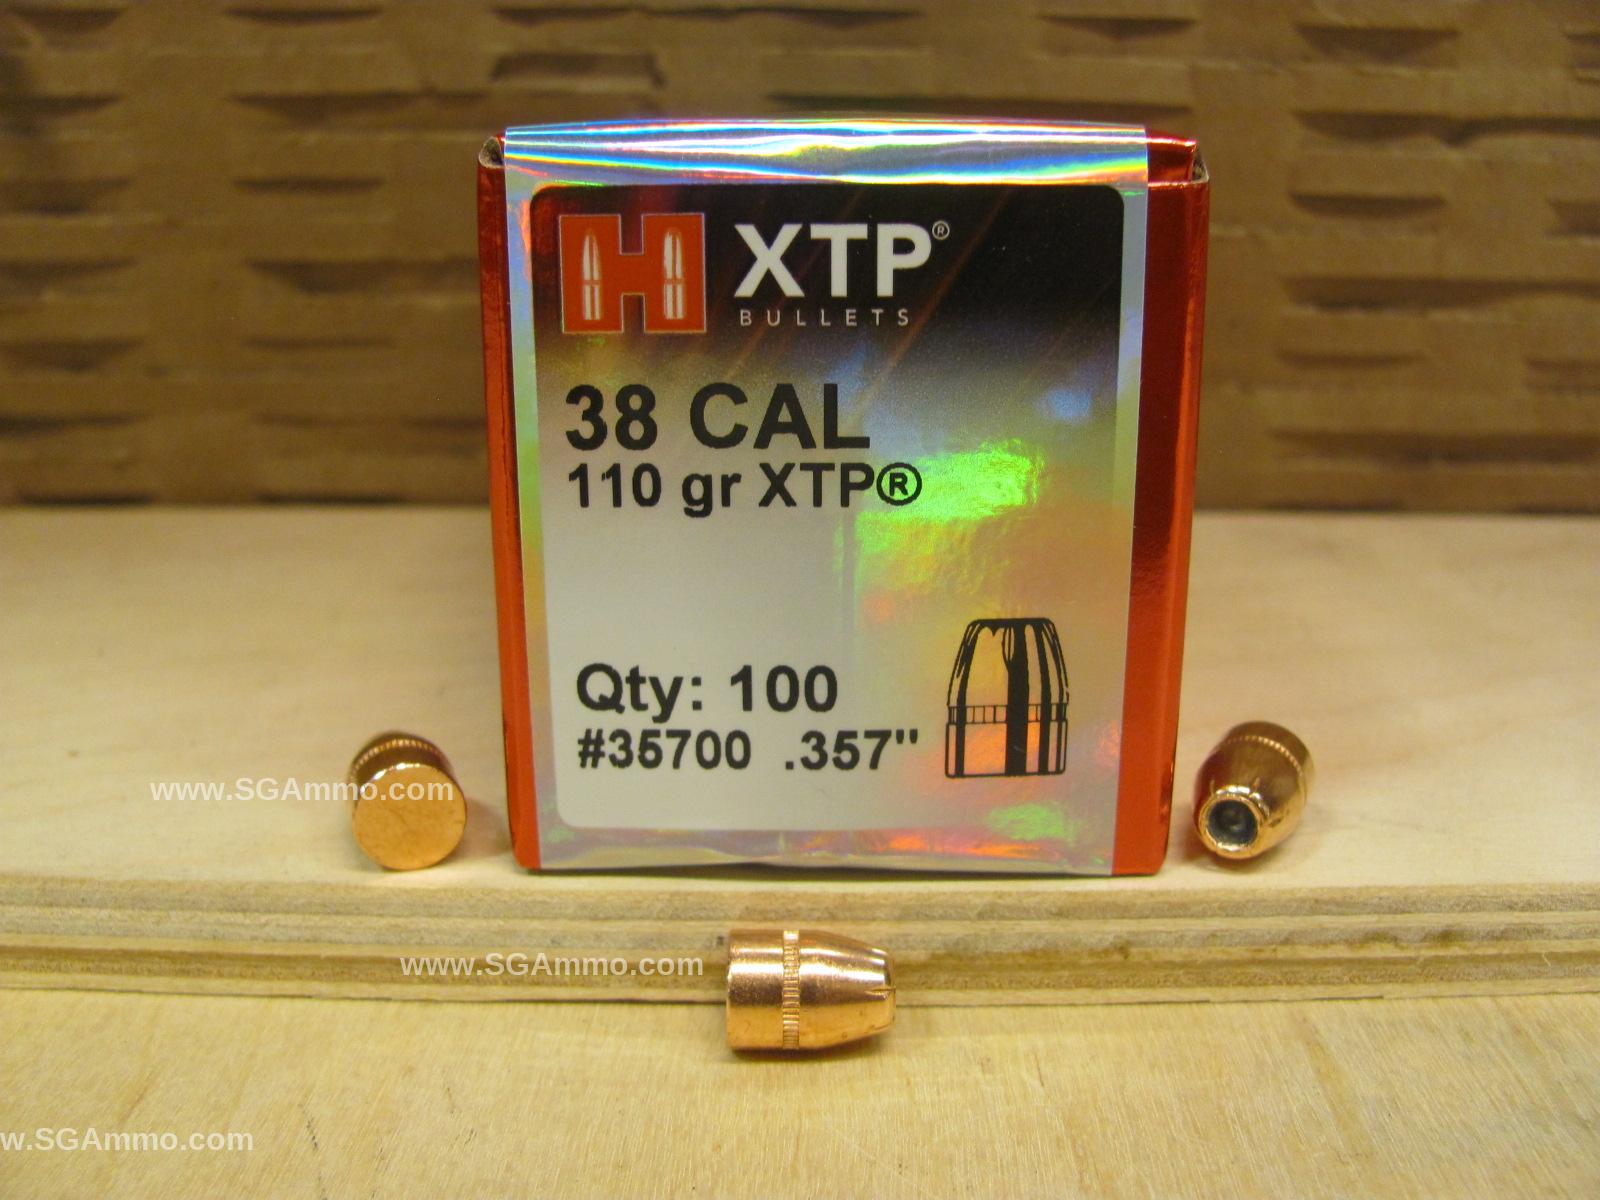 H XTP®
BULLETS
38 CAL
110 gr XTP®
Qty: 100
#35700 .357"
www.SGAmmo.com
www.SGAmmo.com
w.SGAmmo.com